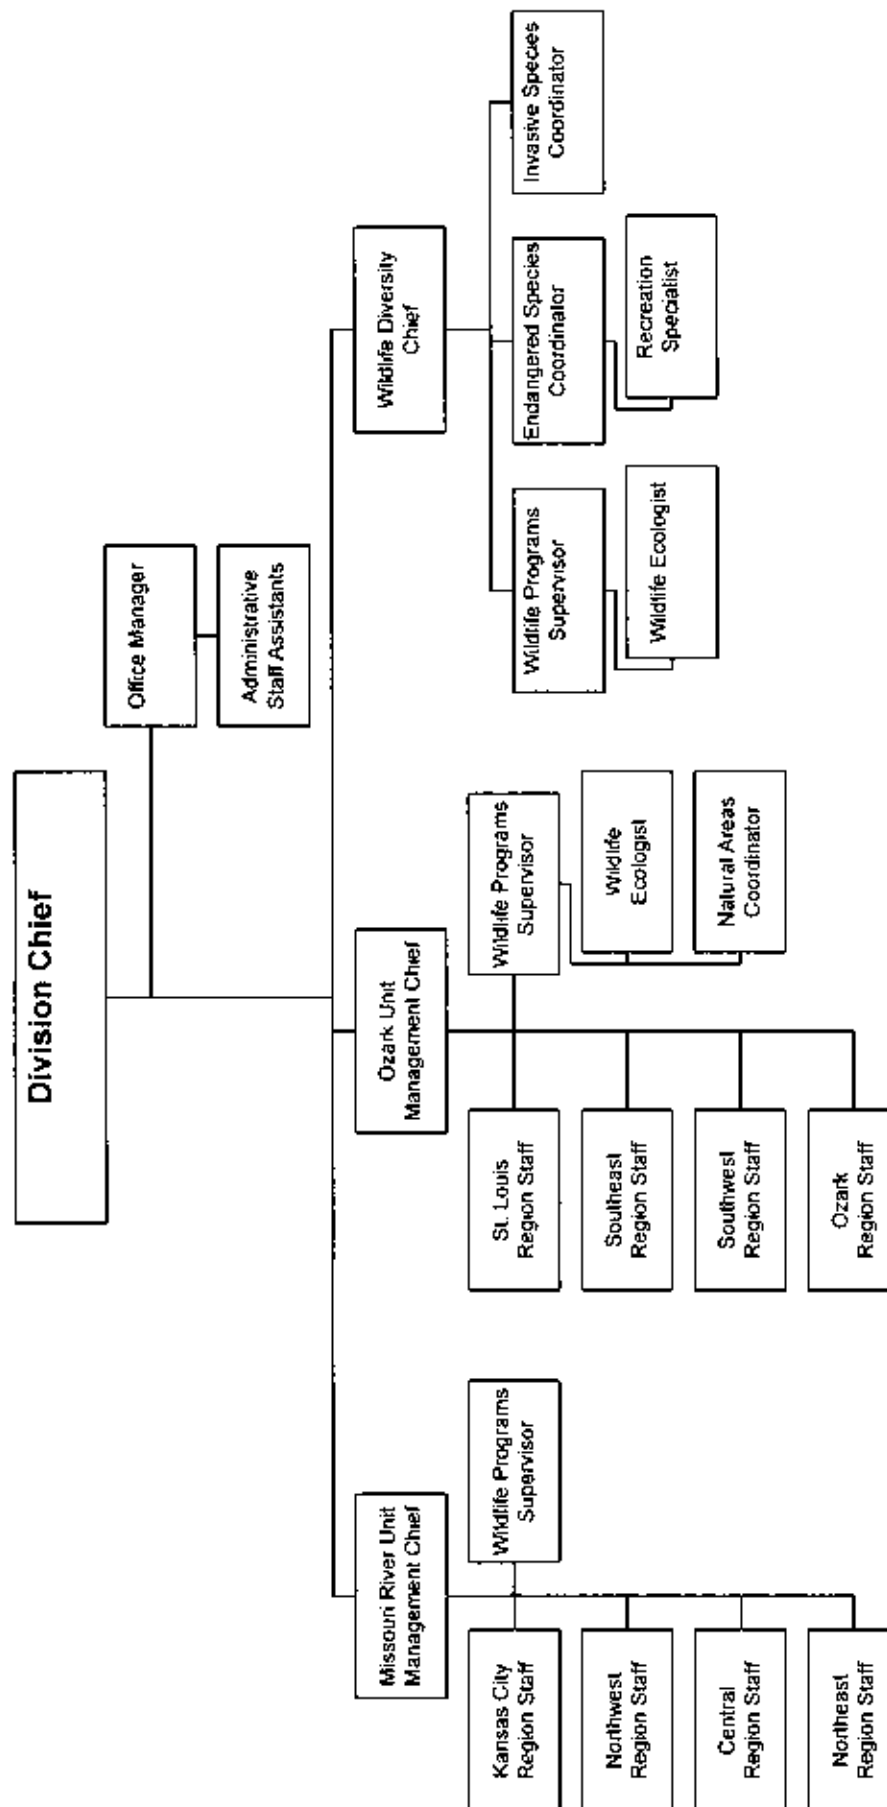 Division Chief
Office Manager
Administrative
Staff Assistants
Missouri River Unit
Management Chief
Ozark Unit
Management Chief
Wildlife Diversity
Chief
Kansas City
Region Staff
Wildlife Programs
Supervisor
Northwest
Region Staff
Central
Region Staff
Northeast
Region Staff
St. Louis
Region Staff
Wildlife Programs
Supervisor
Southeast
Region Staff
Wildlife
Ecologist
Southwest
Region Staff
Natural Areas
Coordinator
Ozark
Region Staff
Wildlife Programs
Supervisor
Endangered Species
Coordinator
Invasive Species
Coordinator
Wildlife Ecologist
Recreation
Specialist